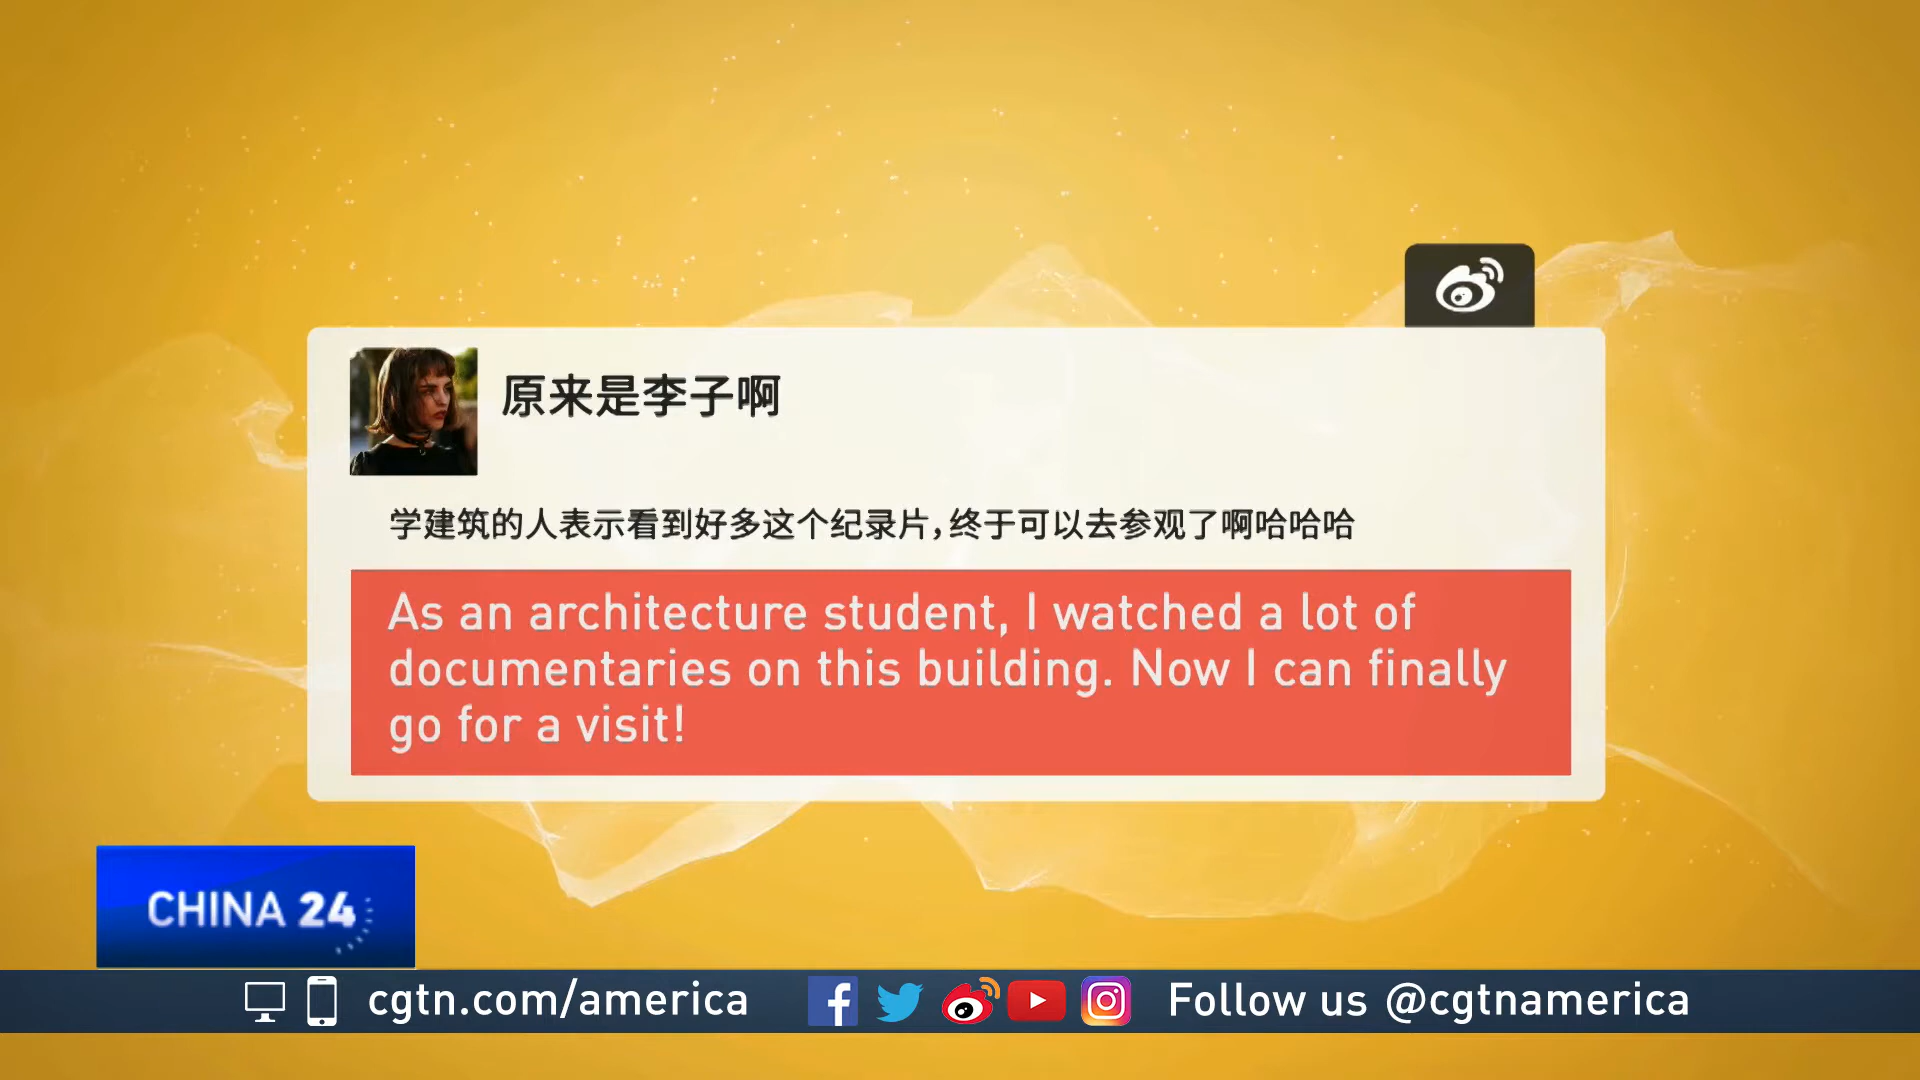 原来是李子啊
学建筑的人表示看到好多这个纪录片,终于可以去参观了啊哈哈哈
As an architecture student, I watched a lot of
documentaries on this building. Now I can finally
go for a visit!
CHINA 24
cgtn.com/america Follow us @cgtnamerica